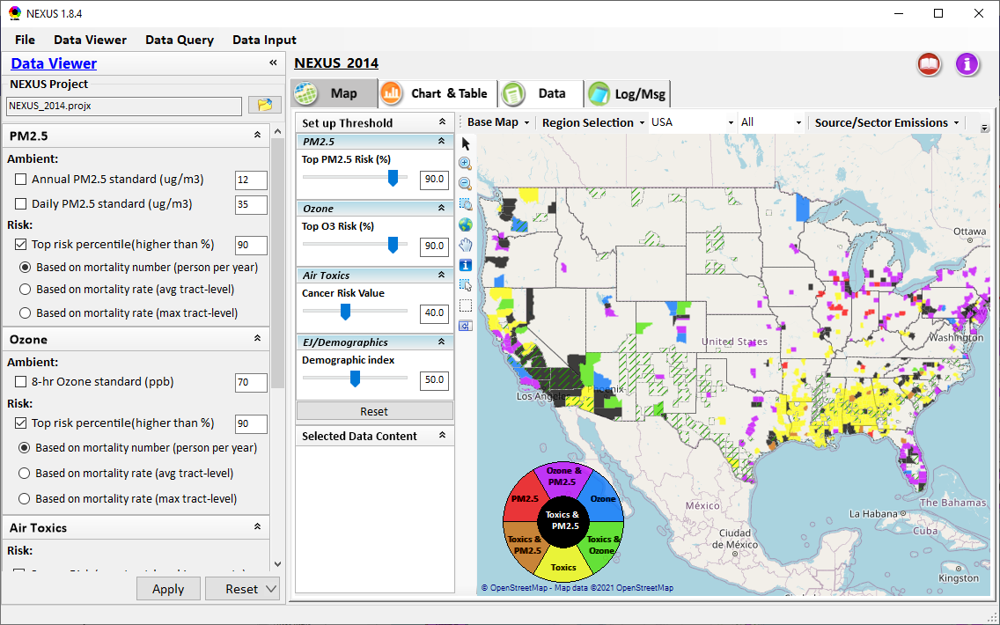 NEXUS 1.8.4
File Data Viewer Data Query Data Input
Data Viewer «
NEXUS Project
NEXUS_2014.projx
PM2.5
Ambient:
Annual PM2.5 standard (ug/m3) 12
Daily PM2.5 standard (ug/m3) 35
Risk:
Top risk percentile(higher than %) 90
Based on mortality number (person per year)
Based on mortality rate (avg tract-level)
Based on mortality rate (max tract-level)
Ozone
Ambient:
8-hr Ozone standard (ppb) 70
Risk:
Top risk percentile(higher than %) 90
Based on mortality number (person per year)
Based on mortality rate (avg tract-level)
Based on mortality rate (max tract-level)
Air Toxics
Risk:
Apply Reset
NEXUS_2014
Map Chart & Table Data Log/Msg
Set up Threshold
PM2.5
Top PM2.5 Risk (%)
90.0
Ozone
Top O3 Risk (%)
90.0
Air Toxics
Cancer Risk Value
40.0
EJ/Demographics
Demographic index
50.0
Reset
Selected Data Content
Base Map Region Selection USA All Source/Sector Emissions
Ottawa
United States
Washington
Los Angeles
México
Ciudad
de México
La Habana
The Bahamas
Cuba
Kingston
Ozone &
PM2.5
Ozone
Toxics &
Ozone
Toxics
Toxics &
PM2.5
PM2.5
Toxics &
PM2.5
© OpenStreetMap - Map data ©2021 OpenStreetMap